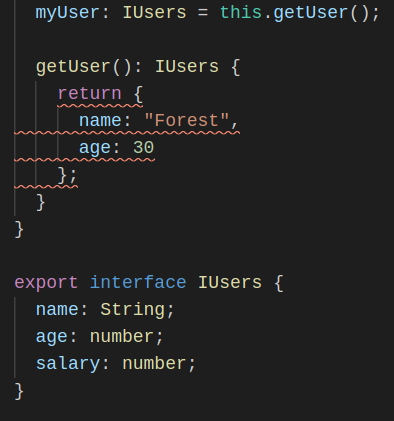 myUser: IUsers = this.getUser();
getUser(): IUsers {
return {
name: "Forest",
age: 30
};
}
}
export interface IUsers {
name: String;
age: number;
salary: number;
}